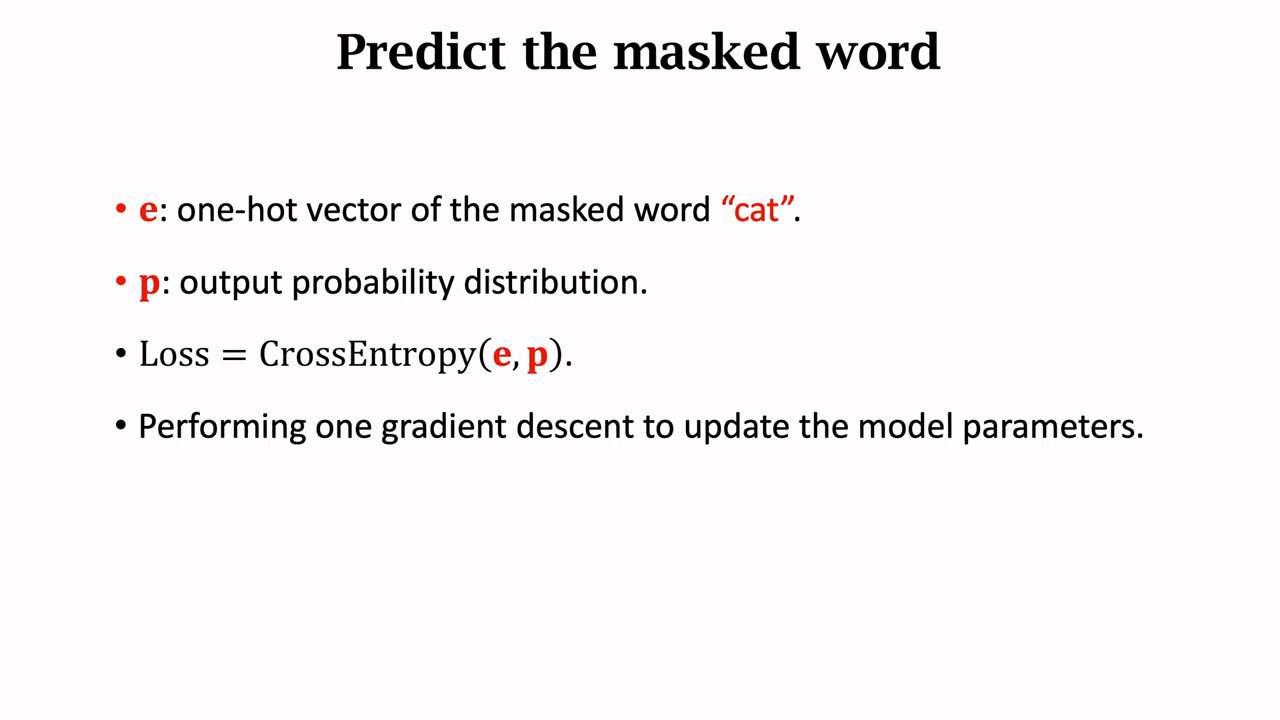 Predict the masked word
• e: one-hot vector of the masked word “cat”.
• p: output probability distribution.
• Loss = CrossEntropy(e, p).
• Performing one gradient descent to update the model parameters.